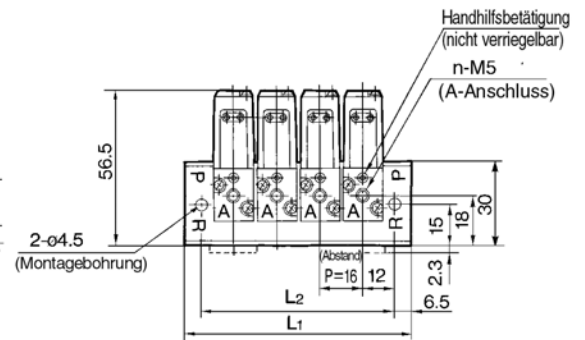 Handhilfsbetätigung
(nicht verriegelbar)
n-M5
(A-Anschluss)
56.5
P
P
A
A
A
A
R
R
30
18
15
2.3
2-ø4.5
(Montagebohrung)
(Abstand)
P=16
12
6.5
L2
L1